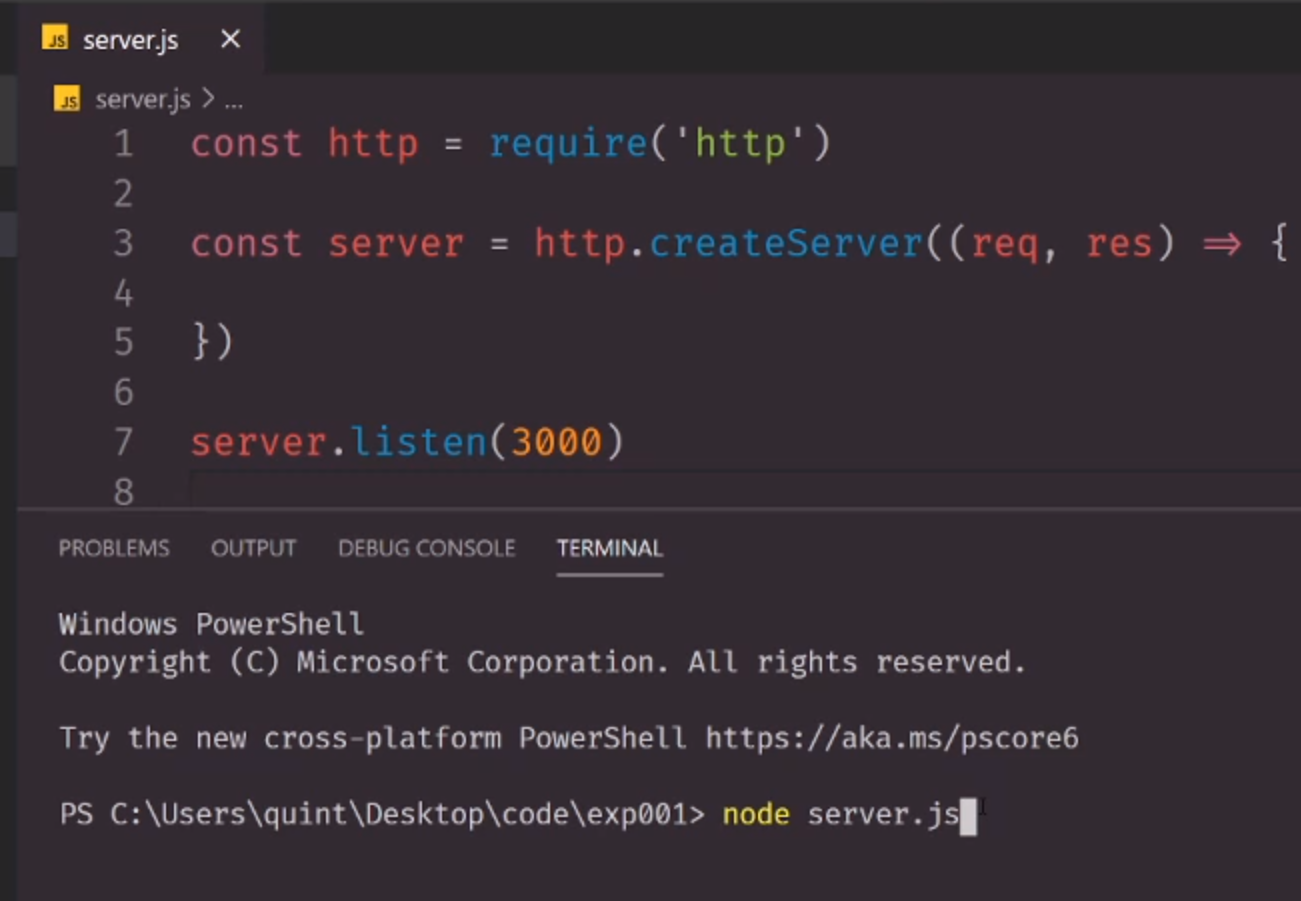 JS server.js ×
JS server.js > ...
1 const http = require('http')
2
3 const server = http.createServer((req, res) => {
4
5 })
6
7 server.listen(3000)
8
PROBLEMS OUTPUT DEBUG CONSOLE TERMINAL
Windows PowerShell
Copyright (C) Microsoft Corporation. All rights reserved.
Try the new cross-platform PowerShell https://aka.ms/pscore6
PS C:\Users\quint\Desktop\code\exp001> node server.js